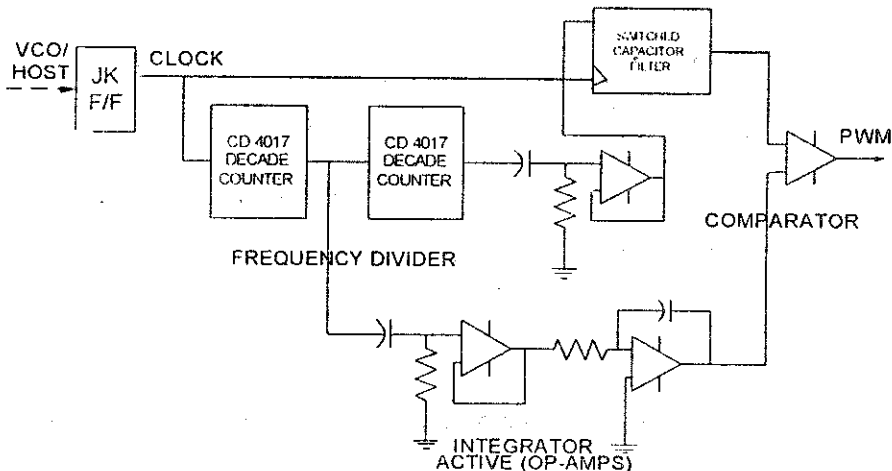 VCO/
HOST
JK
F/F
CLOCK
SWITCHED
CAPACITOR
FILTER
CD 4017
DECADE
COUNTER
CD 4017
DECADE
COUNTER
PWM
COMPARATOR
FREQUENCY DIVIDER
INTEGRATOR
ACTIVE (OP-AMPS)